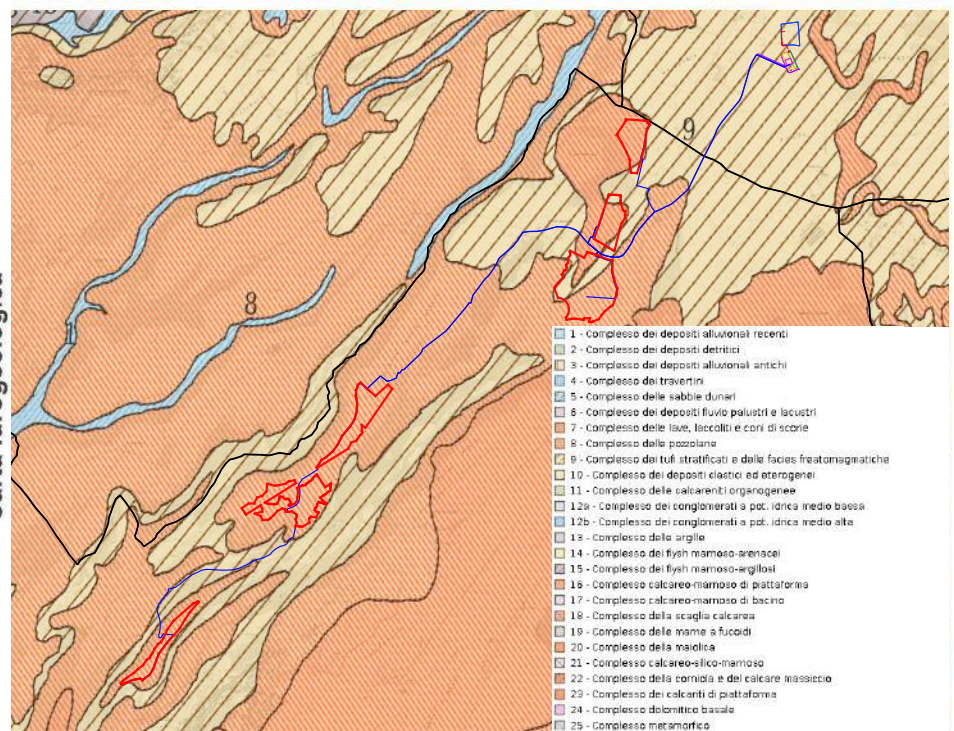 9
8
1 - Complesso dei depositi alluvionali recenti
2 - Complesso dei depositi detritici
3 - Complesso dei depositi alluvionali antichi
4 - Complesso dei travertini
5 - Complesso delle sabbie dunari
6 - Complesso dei depositi fluvio palustri e lacustri
7 - Complesso delle lave, laccoliti e coni di scorie
8 - Complesso delle pozzolane
9 - Complesso dei tufi stratificati e delle facies freatomagmatiche
10 - Complesso dei depositi clastici ed eterogenei
11 - Complesso delle calcareniti organogenee
12a - Complesso dei conglomerati a pot. idrica medio bassa
12b - Complesso dei conglomerati a pot. idrica medio alta
13 - Complesso delle argille
14 - Complesso dei flysh marnoso-arenacei
15 - Complesso dei flysh marnoso-argillosi
16 - Complesso calcareo-marnoso di piattaforma
17 - Complesso calcareo-marnoso di bacino
18 - Complesso della scaglia calcarea
19 - Complesso delle marne a fucoidi
20 - Complesso della maiolica
21 - Complesso calcareo-silico-marnoso
22 - Complesso della corniola e del calcare massiccio
23 - Complesso dei calcariti di piattaforma
24 - Complesso dolomitico basale
25 - Complesso metamorfico